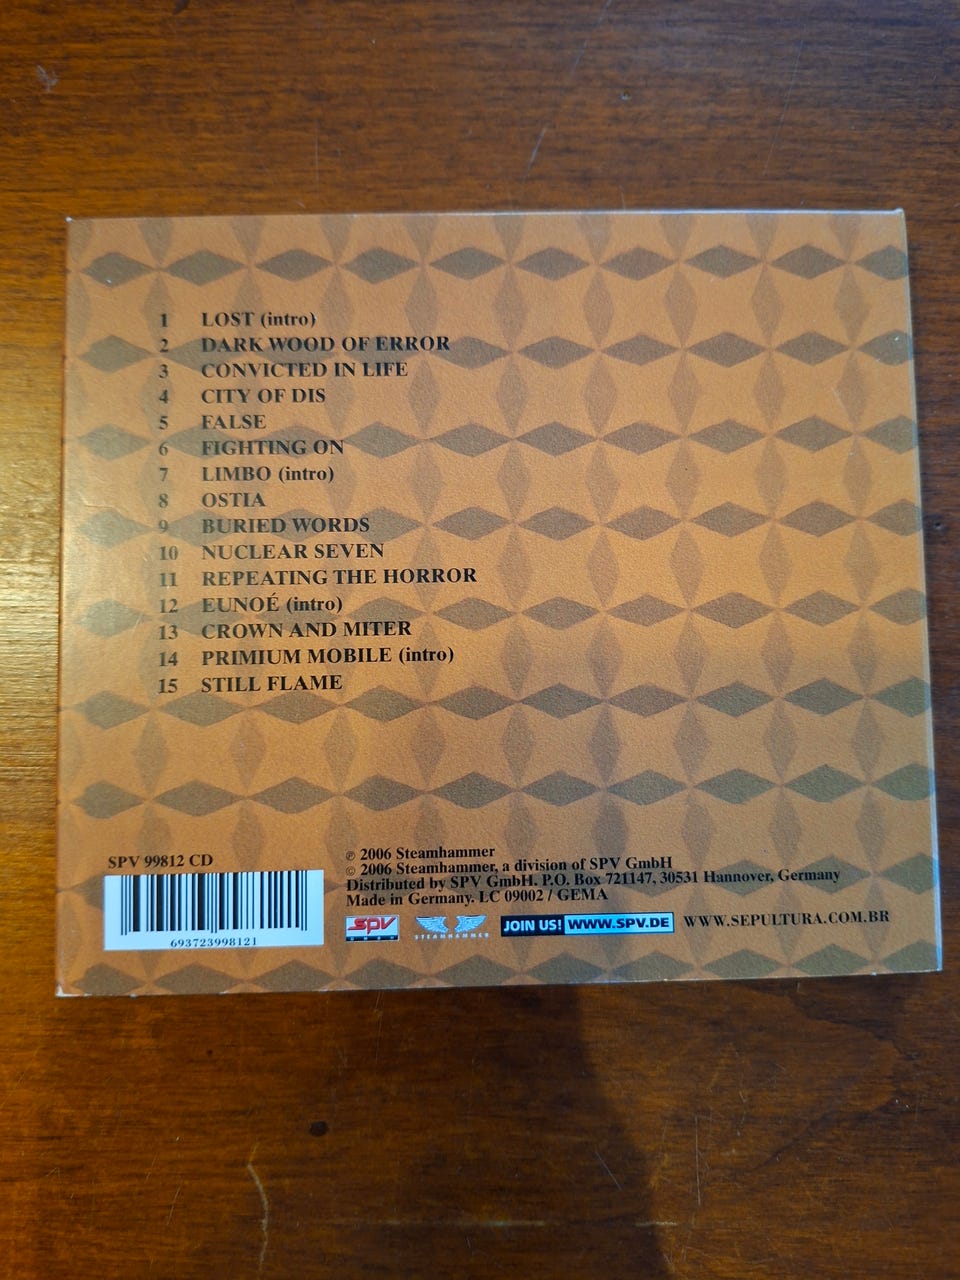 1 LOST (intro)
2 DARK WOOD OF ERROR
3 CONVICTED IN LIFE
4 CITY OF DIS
5 FALSE
6 FIGHTING ON
7 LIMBO (intro)
8 OSTIA
9 BURIED WORDS
10 NUCLEAR SEVEN
11 REPEATING THE HORROR
12 EUNOÉ (intro)
13 CROWN AND MITER
14 PRIMIUM MOBILE (intro)
15 STILL FLAME
SPV 99812 CD
693723998121
℗ 2006 Steamhammer
© 2006 Steamhammer, a division of SPV GmbH
Distributed by SPV GmbH. P.O. Box 721147, 30531 Hannover, Germany
Made in Germany. LC 09002 / GEMA
SPV
STEAMHAMMER
JOIN US! WWW.SPV.DE
WWW.SEPULTURA.COM.BR